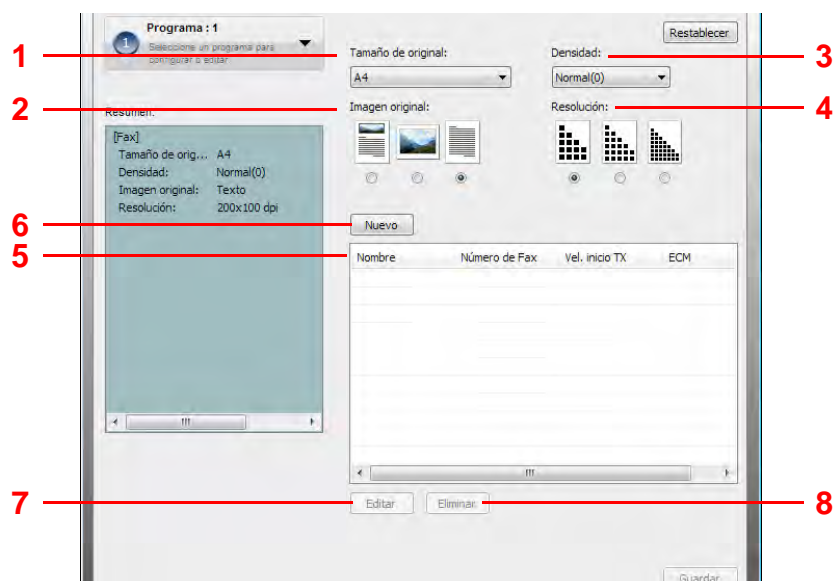 Programa : 1
1
Seleccione un programa para
configurar o editar
Restablecer
1
Tamaño de original:
Densidad:
3
A4
Normal(0)
2
Imagen original:
Resolución:
4
Resumen:
[Fax]
Tamaño de orig... A4
Densidad: Normal(0)
Imagen original: Texto
Resolución: 200x100 dpi
6
Nuevo
5
Nombre Número de Fax Vel. inicio TX ECM
7
Editar
Eliminar
8
Guardar